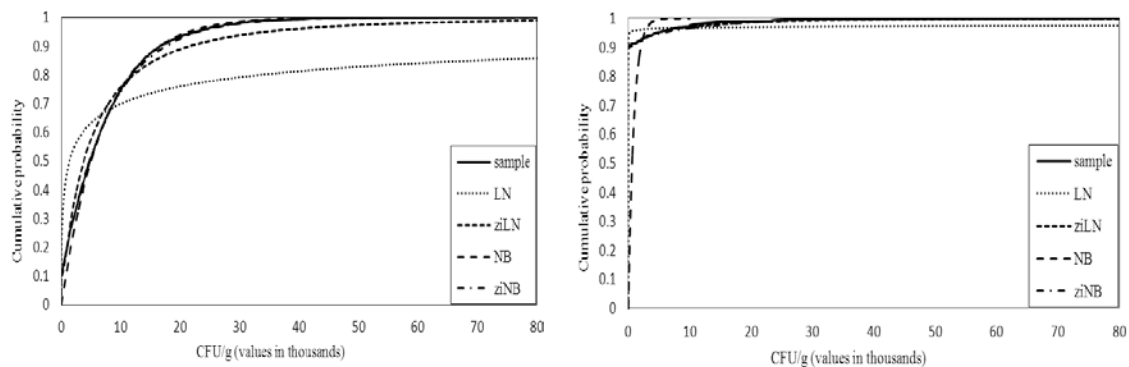 1
0.9
0.8
0.7
0.6
0.5
0.4
0.3
0.2
0.1
0
Cumulative probability
0 10 20 30 40 50 60 70 80
CFU/g (values in thousands)
sample
LN
ziLN
NB
ziNB
1
0.9
0.8
0.7
0.6
0.5
0.4
0.3
0.2
0.1
0
Cumulative probability
0 10 20 30 40 50 60 70 80
CFU/g (values in thousands)
sample
LN
ziLN
NB
ziNB